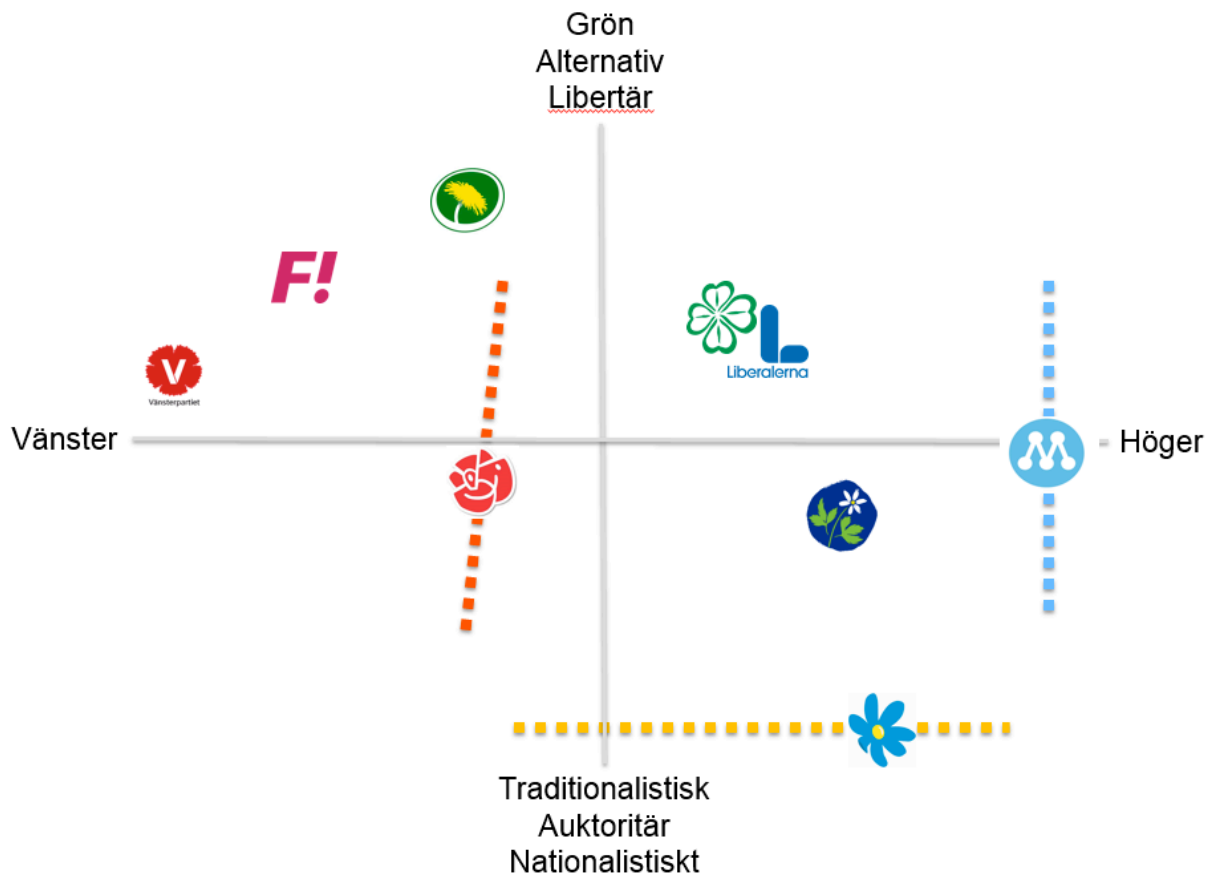 Grön
Alternativ
Libertär
F!
V
Vänsterpartiet
L
Liberalerna
Vänster
M
Höger
Traditionalistisk
Auktoritär
Nationalistiskt